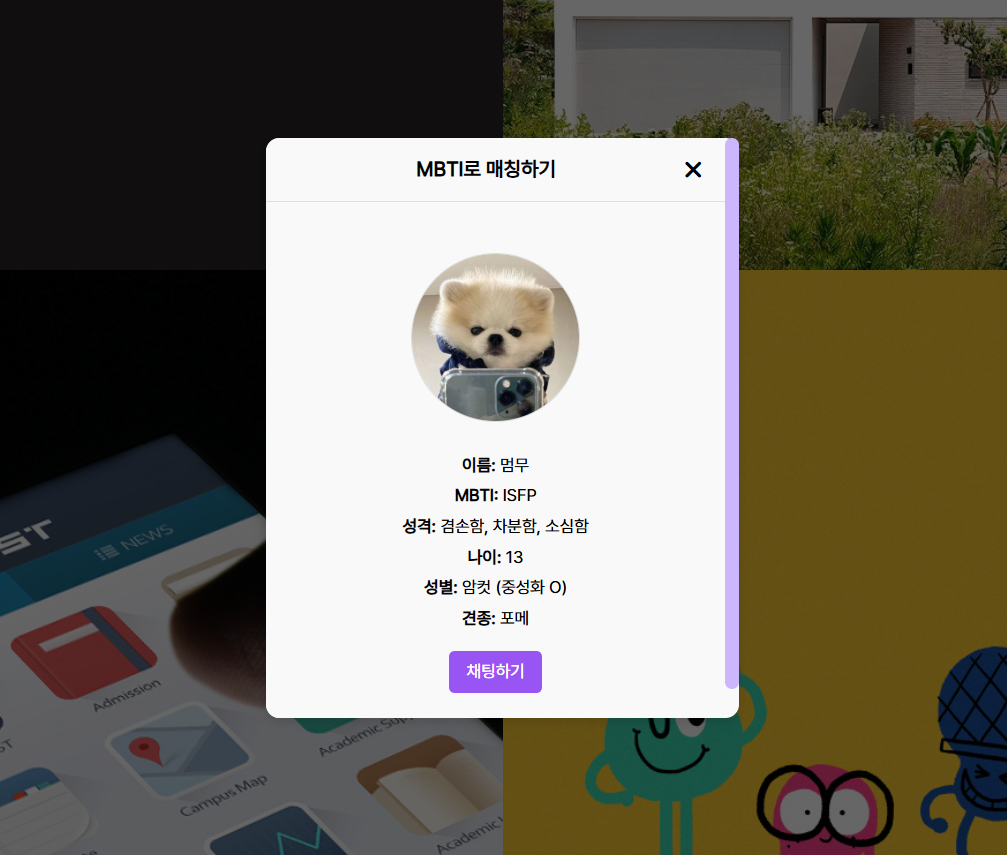 MBTI로 매칭하기
이름: 멈무
MBTI: ISFP
성격: 겸손함, 차분함, 소심함
나이: 13
성별: 암컷 (중성화 O)
견종: 포메
채팅하기
ST
NEWS
Admission
Campus Map
Academic